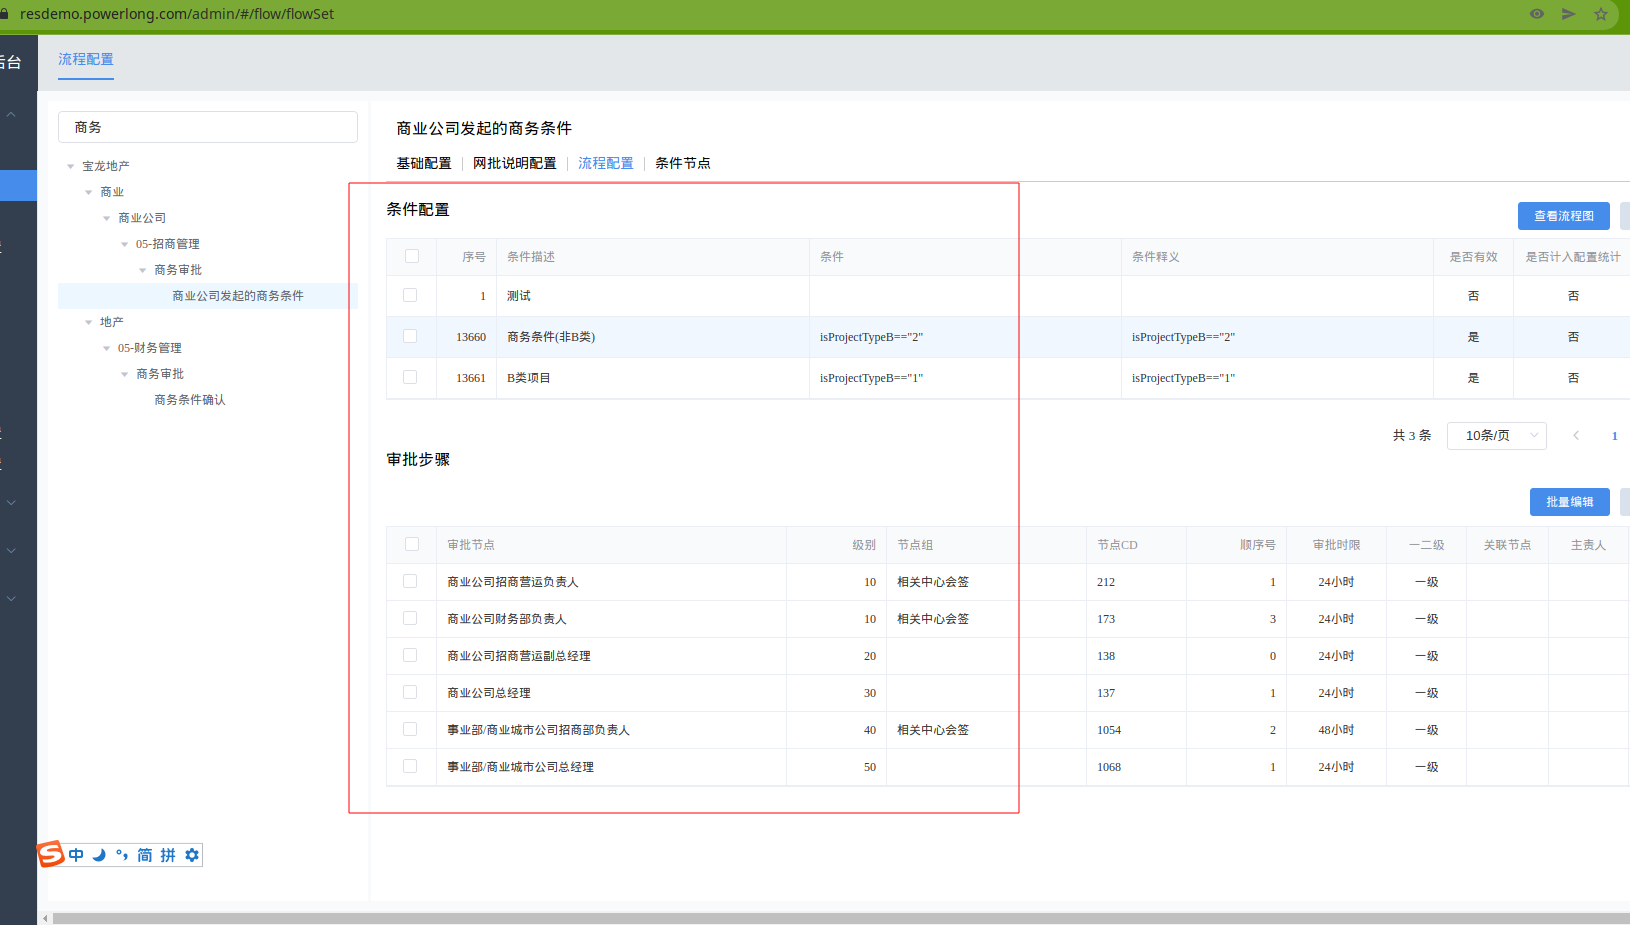 resdemo.powerlong.com/admin/#/flow/flowSet
后台
流程配置
商务
宝龙地产
商业
商业公司
05-招商管理
商务审批
商业公司发起的商务条件
地产
05-财务管理
商务审批
商务条件确认
商业公司发起的商务条件
基础配置 网批说明配置 流程配置 条件节点
条件配置
查看流程图
序号 条件描述 条件 条件释义 是否有效 是否计入配置统计
1 测试 否 否
13660 商务条件(非B类) isProjectTypeB=="2" isProjectTypeB=="2" 是 否
13661 B类项目 isProjectTypeB=="1" isProjectTypeB=="1" 是 否
共 3 条 10条/页 1
审批步骤
批量编辑
审批节点 级别 节点组 节点CD 顺序号 审批时限 一二级 关联节点 主责人
商业公司招商营运负责人 10 相关中心会签 212 1 24小时 一级
商业公司财务部负责人 10 相关中心会签 173 3 24小时 一级
商业公司招商营运副总经理 20 138 0 24小时 一级
商业公司总经理 30 137 1 24小时 一级
事业部/商业城市公司招商部负责人 40 相关中心会签 1054 2 48小时 一级
事业部/商业城市公司总经理 50 1068 1 24小时 一级
S 中 简 拼